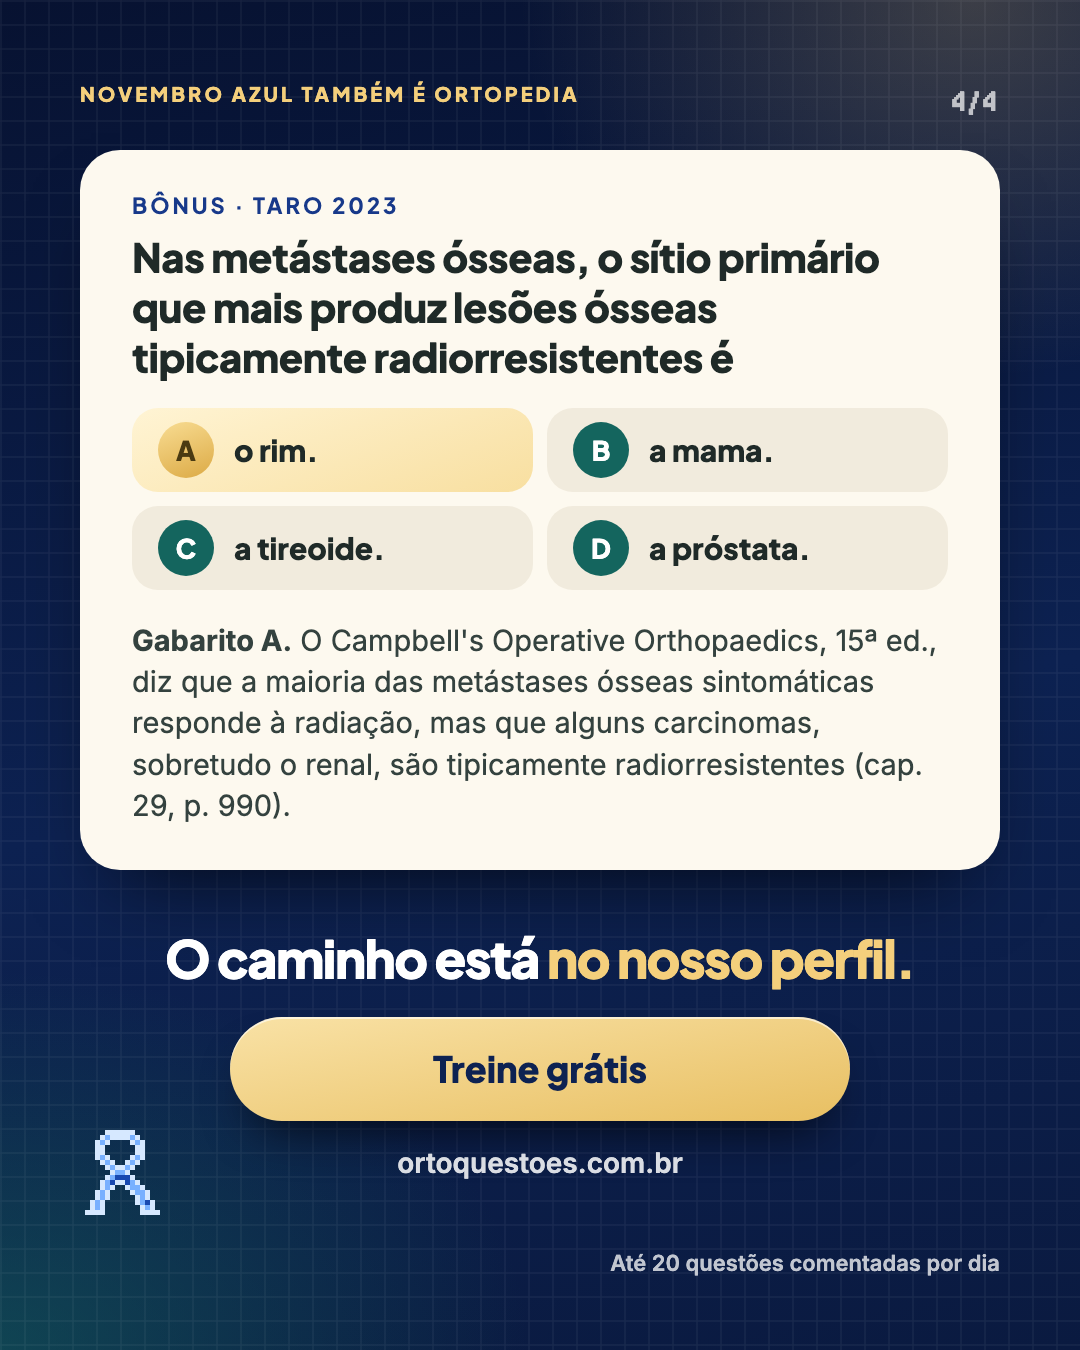 NOVEMBRO AZUL TAMBÉM É ORTOPEDIA
4/4
BÔNUS · TARO 2023
Nas metástases ósseas, o sítio primário
que mais produz lesões ósseas
tipicamente radiorresistentes é
A o rim.
B a mama.
C a tireoide.
D a próstata.
Gabarito A. O Campbell's Operative Orthopaedics, 15ª ed.,
diz que a maioria das metástases ósseas sintomáticas
responde à radiação, mas que alguns carcinomas,
sobretudo o renal, são tipicamente radiorresistentes (cap.
29, p. 990).
O caminho está no nosso perfil.
Treine grátis
ortoquestoes.com.br
Até 20 questões comentadas por dia